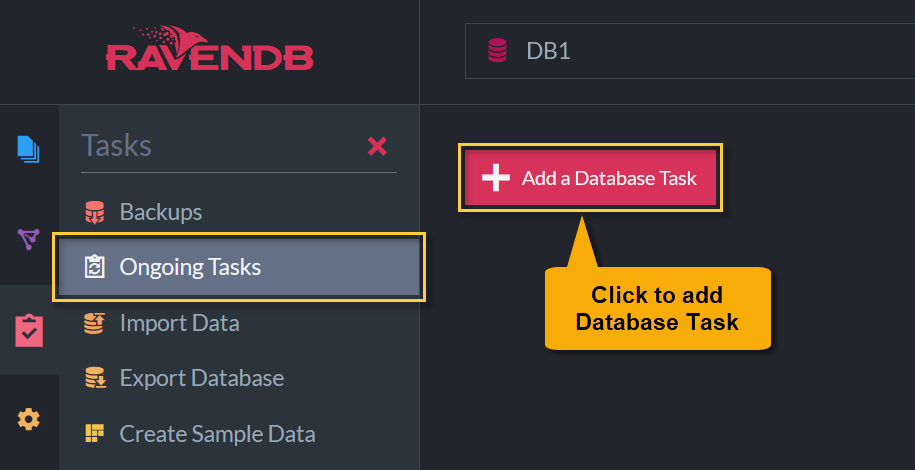 RAVENDB
DB1
Tasks
Add a Database Task
Backups
Ongoing Tasks
Click to add
Database Task
Import Data
Export Database
Create Sample Data